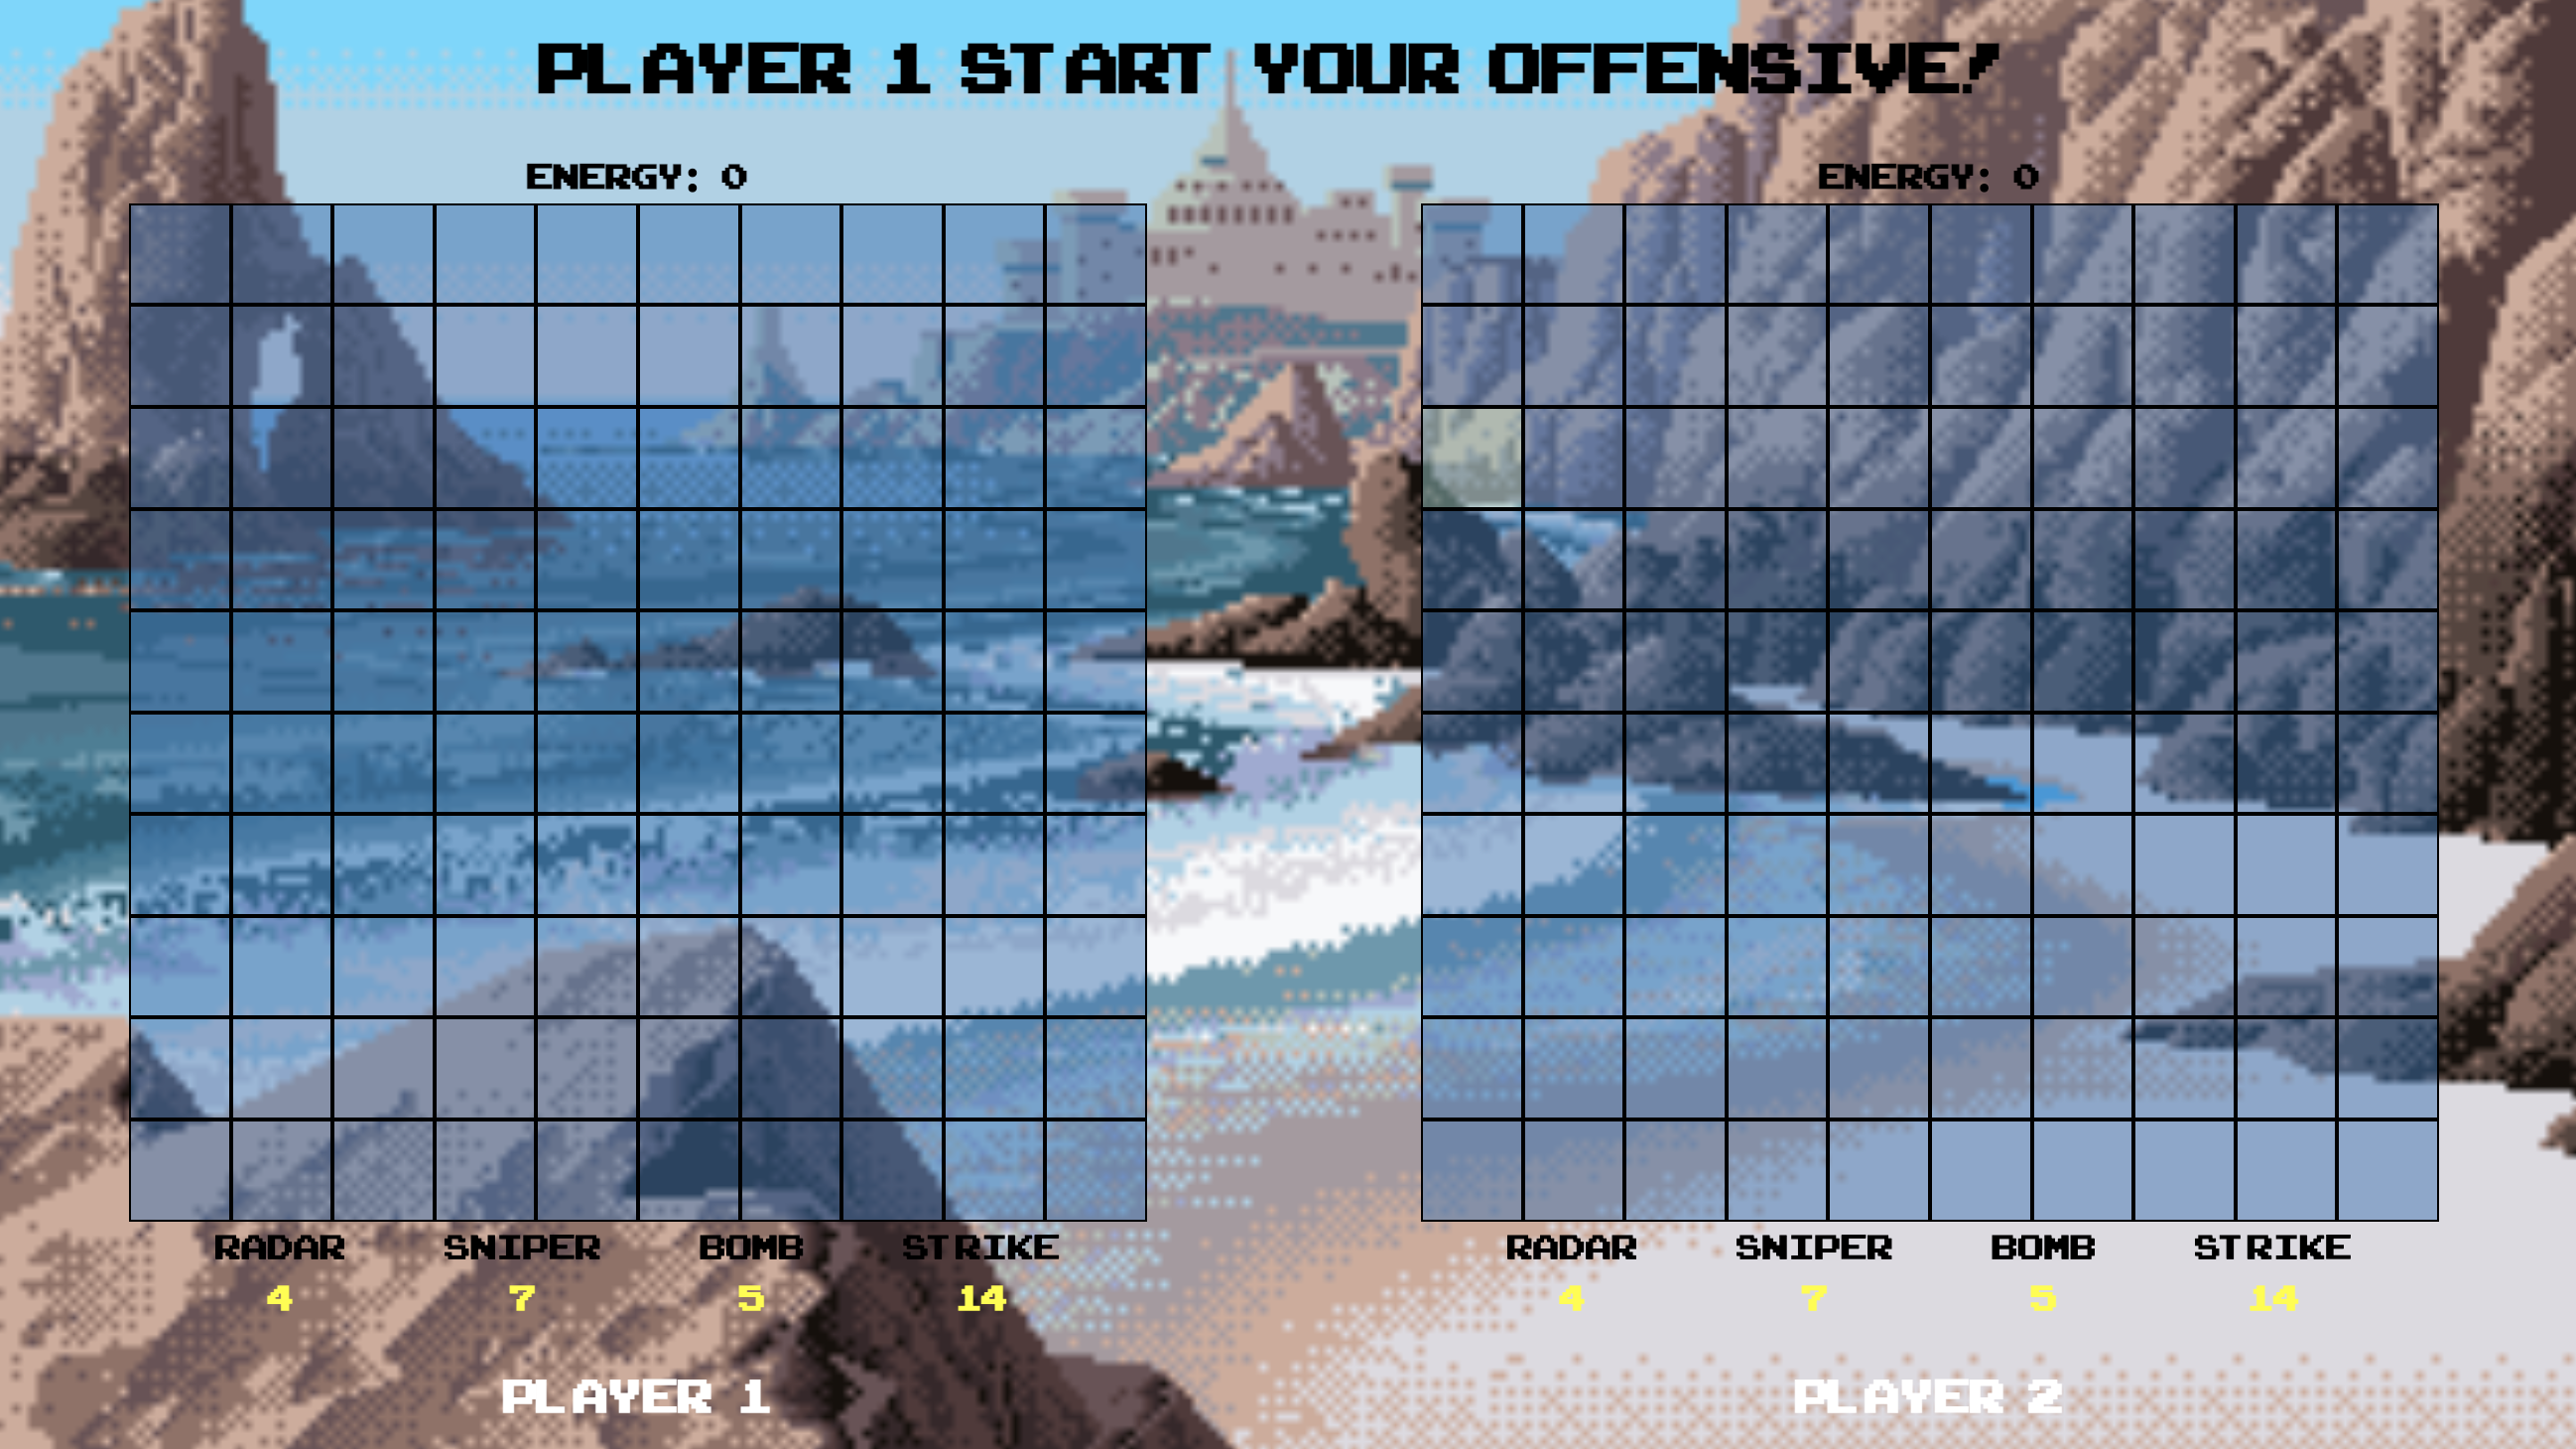 PLAYER 1 START YOUR OFFENSIVE!
ENERGY: 0
ENERGY: 0
RADAR SNIPER BOMB STRIKE
4 7 5 14
RADAR SNIPER BOMB STRIKE
4 7 5 14
PLAYER 1
PLAYER 2